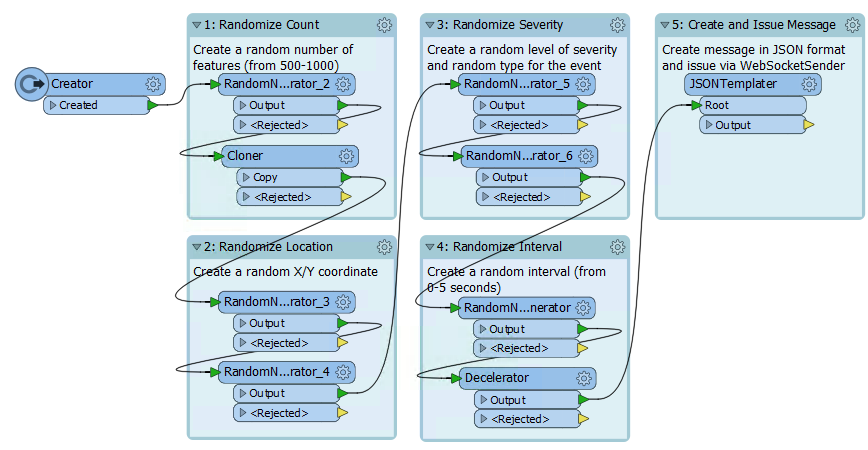 Creator
Created
1: Randomize Count
Create a random number of
features (from 500-1000)
RandomN...rator_2
Output
<Rejected>
Cloner
Copy
<Rejected>
2: Randomize Location
Create a random X/Y coordinate
RandomN...rator_3
Output
<Rejected>
RandomN...rator_4
Output
<Rejected>
3: Randomize Severity
Create a random level of severity
and random type for the event
RandomN...rator_5
Output
<Rejected>
RandomN...rator_6
Output
<Rejected>
4: Randomize Interval
Create a random interval (from
0-5 seconds)
RandomN...nerator
Output
<Rejected>
Decelerator
Output
<Rejected>
5: Create and Issue Message
Create message in JSON format
and issue via WebSocketSender
JSONTemplater
Root
Output